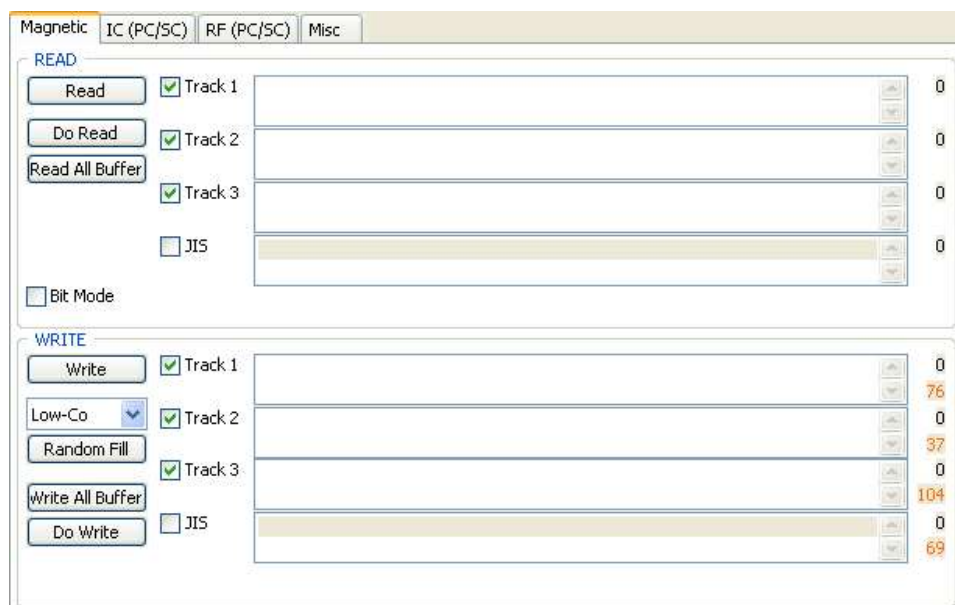 Magnetic IC (PC/SC) RF (PC/SC) Misc
READ
Read Track 1 0
Do Read Track 2 0
Read All Buffer
Track 3 0
JIS 0
Bit Mode
WRITE
Write Track 1 0
76
Low-Co Track 2 0
Random Fill 37
Track 3 0
Write All Buffer 104
Do Write JIS 0
69